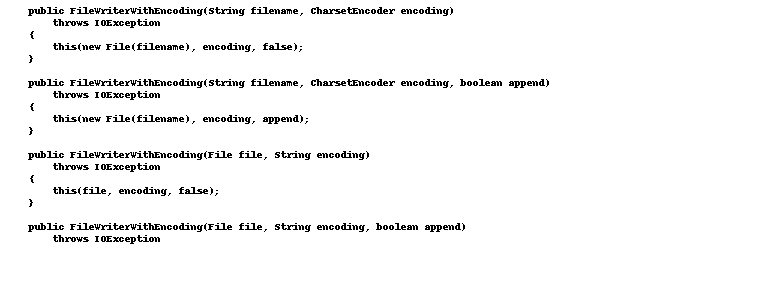 public FileWriterWithEncoding(String filename, CharsetEncoder encoding)
    throws IOException
{
    this(new File(filename), encoding, false);
}
public FileWriterWithEncoding(String filename, CharsetEncoder encoding, boolean append)
    throws IOException
{
    this(new File(filename), encoding, append);
}
public FileWriterWithEncoding(File file, String encoding)
    throws IOException
{
    this(file, encoding, false);
}
public FileWriterWithEncoding(File file, String encoding, boolean append)
    throws IOException